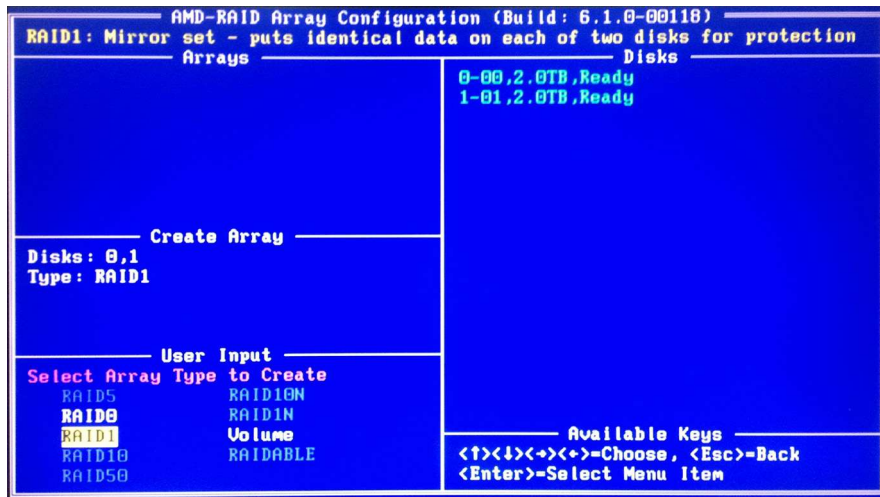 AMD-RAID Array Configuration (Build: 6.1.0-00118)
RAID1: Mirror set - puts identical data on each of two disks for protection
Arrays
Disks
0-00,2.0TB,Ready
1-01,2.0TB,Ready
Create Array
Disks: 0,1
Type: RAID1
User Input
Select Array Type to Create
RAID5 RAID10N
RAID0 RAID1N
RAID1 Volume
RAID10 RAIDABLE
RAID50
Available Keys
<↑><↓><→><←>=Choose, <Esc>=Back
<Enter>=Select Menu Item